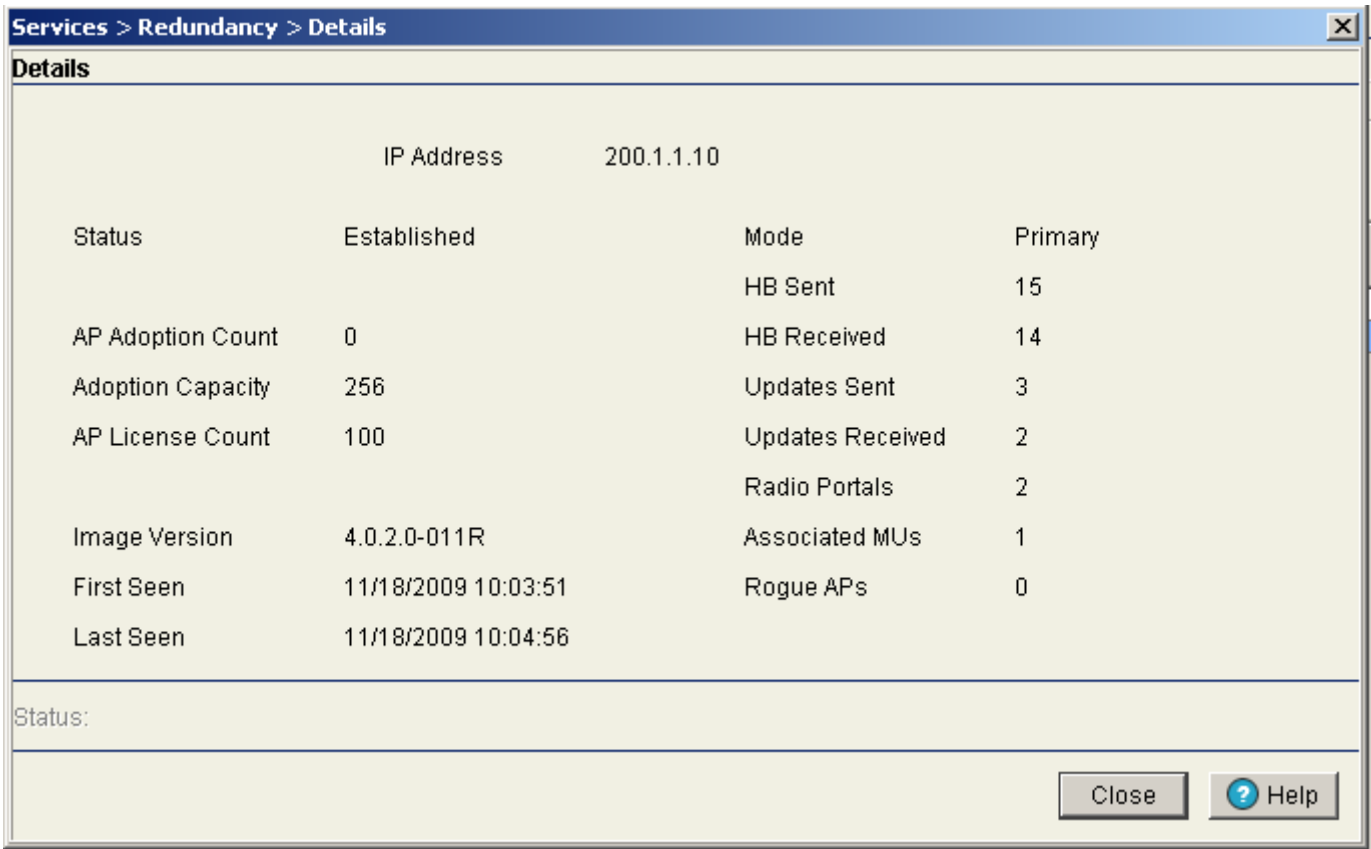 Services > Redundancy > Details
Details
IP Address 200.1.1.10
Status Established Mode Primary
HB Sent 15
AP Adoption Count 0 HB Received 14
Adoption Capacity 256 Updates Sent 3
AP License Count 100 Updates Received 2
Radio Portals 2
Image Version 4.0.2.0-011R Associated MUs 1
First Seen 11/18/2009 10:03:51 Rogue APs 0
Last Seen 11/18/2009 10:04:56
Status:
Close ? Help